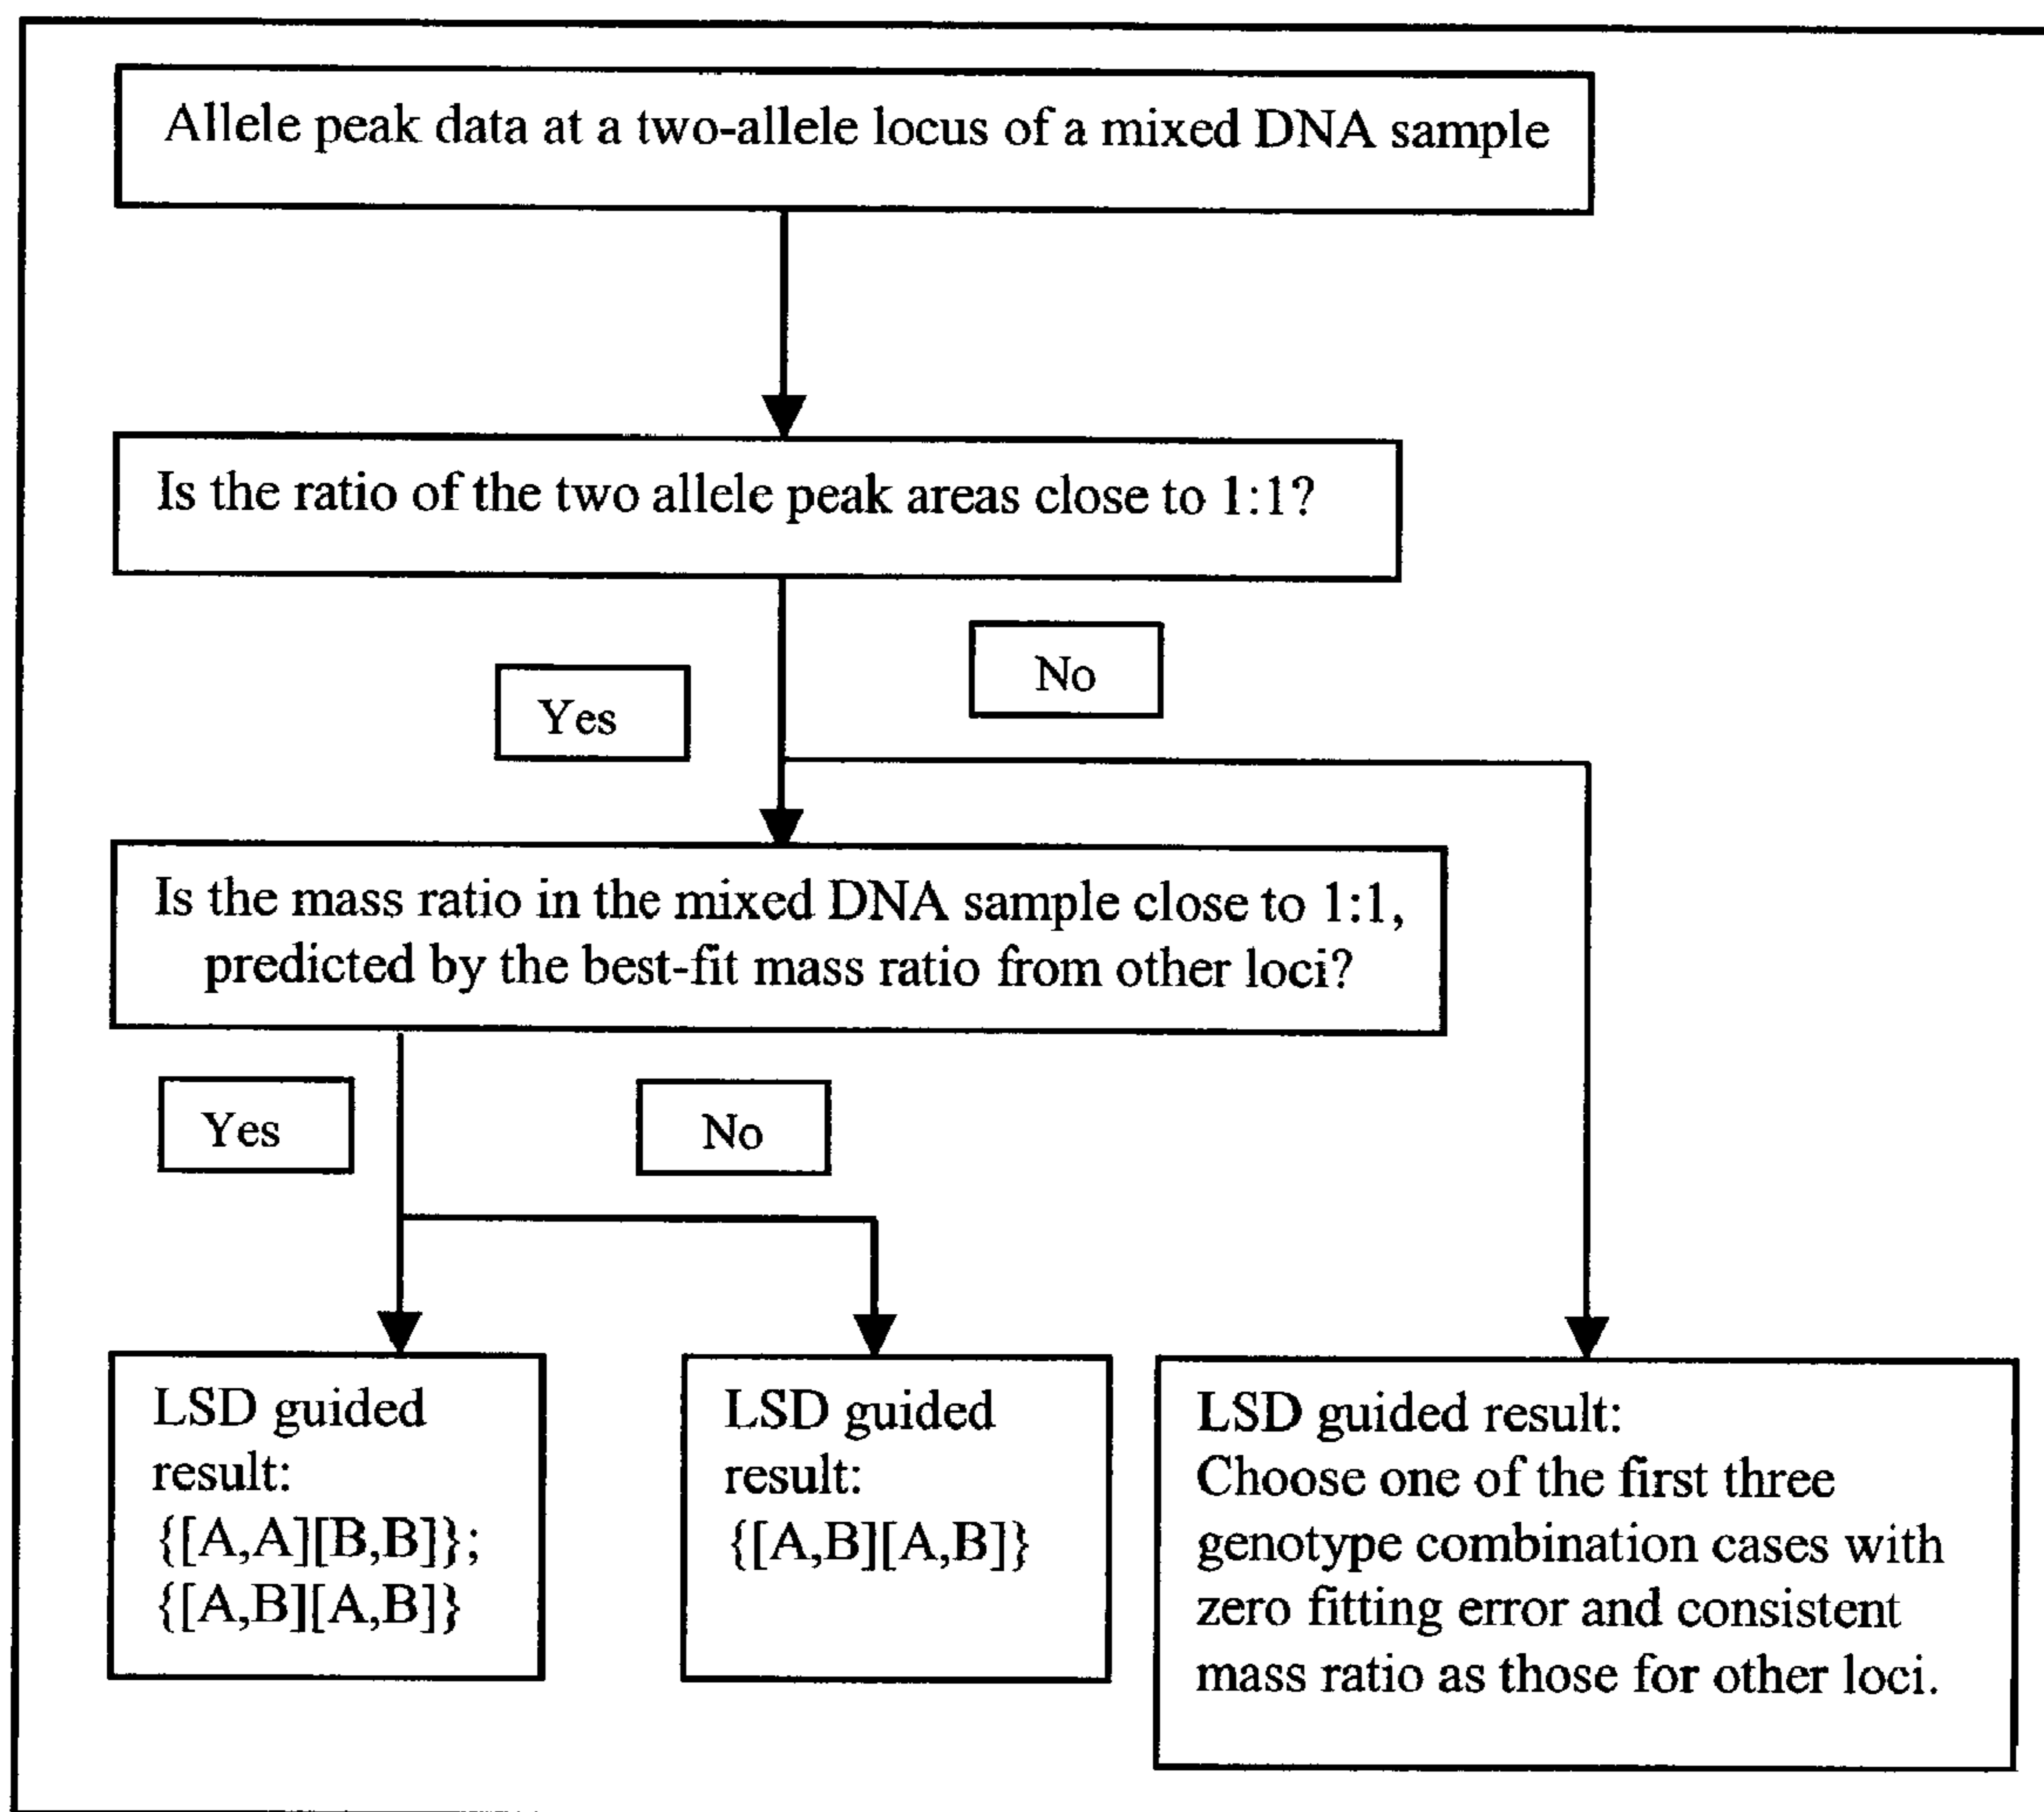 Allele peak data at a two-allele locus of a mixed DNA sample
Is the ratio of the two allele peak areas close to 1:1?
No
Yes
Is the mass ratio in the mixed DNA sample close to 1:1,
predicted by the best-fit mass ratio from other loci?
Yes
No
LSD guided
result:
{[A,A][B,B]};
{[A,B][A,B]}
LSD guided
result:
{[A,B][A,B]}
LSD guided result:
Choose one of the first three
genotype combination cases with
zero fitting error and consistent
mass ratio as those for other loci.